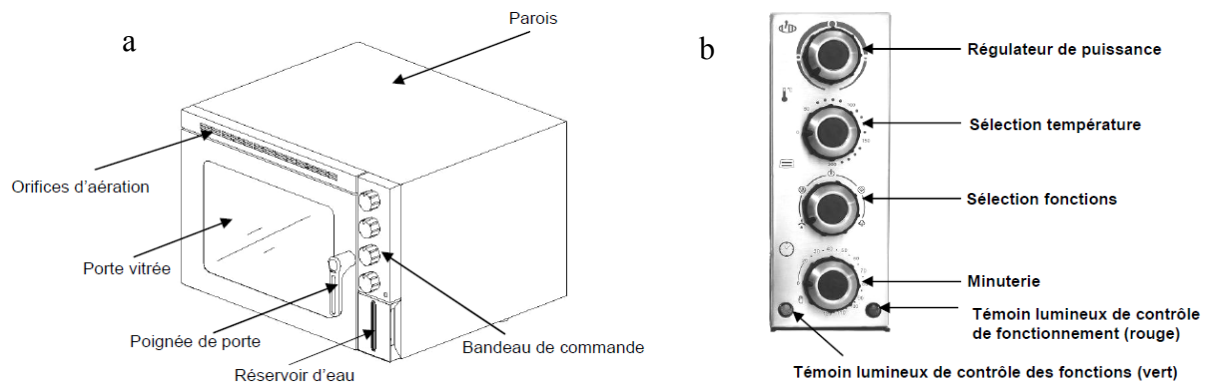 a
Parois
Orifices d'aération
Porte vitrée
Poignée de porte
Réservoir d'eau
Bandeau de commande
b
Régulateur de puissance
Sélection température
Sélection fonctions
Minuterie
Témoin lumineux de contrôle
de fonctionnement (rouge)
Témoin lumineux de contrôle des fonctions (vert)